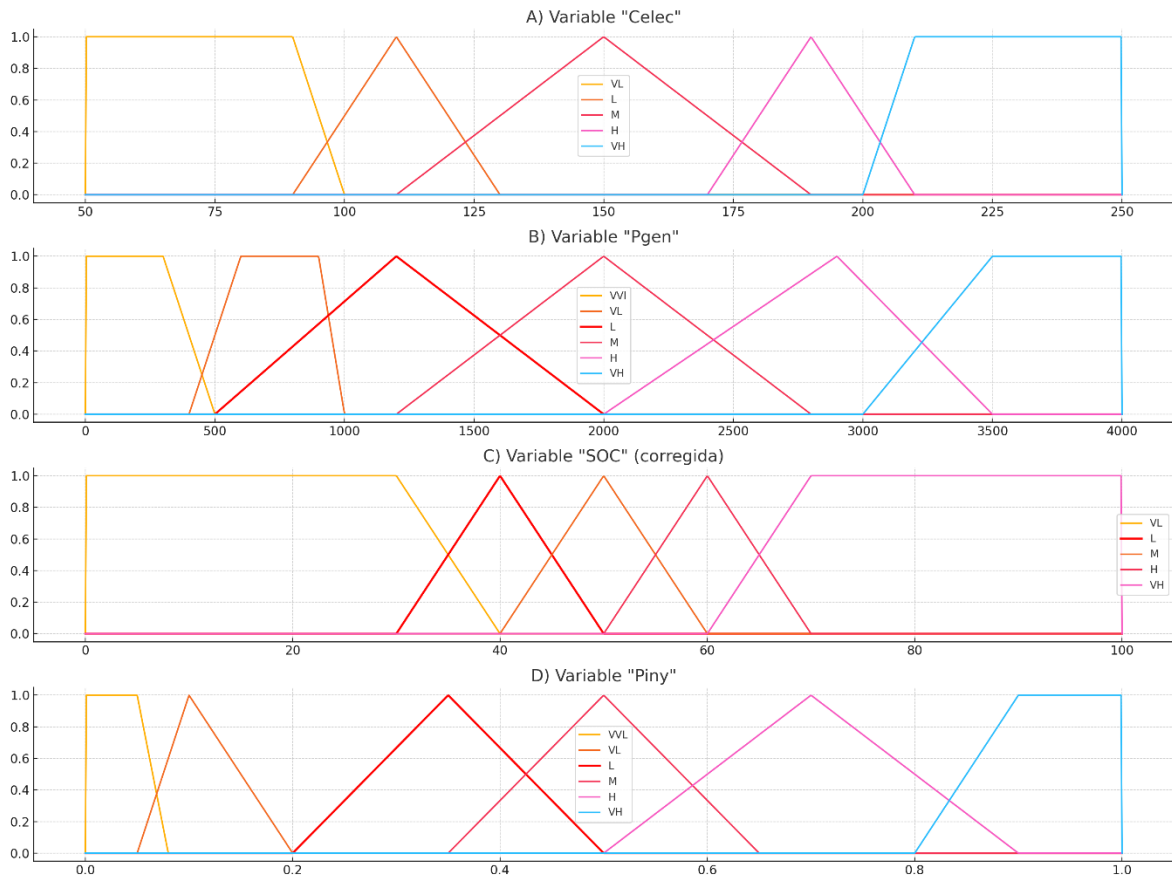 A) Variable "Celec"
1.0
0.8
0.6
0.4
0.2
0.0
VL
L
M
H
VH
50 75 100 125 150 175 200 225 250
B) Variable "Pgen"
1.0
0.8
0.6
0.4
0.2
0.0
VVI
VL
L
M
H
VH
0 500 1000 1500 2000 2500 3000 3500 4000
C) Variable "SOC" (corregida)
1.0
0.8
0.6
0.4
0.2
0.0
VL
L
M
H
VH
0 20 40 60 80 100
D) Variable "Piny"
1.0
0.8
0.6
0.4
0.2
0.0
VVL
VL
L
M
H
VH
0.0 0.2 0.4 0.6 0.8 1.0